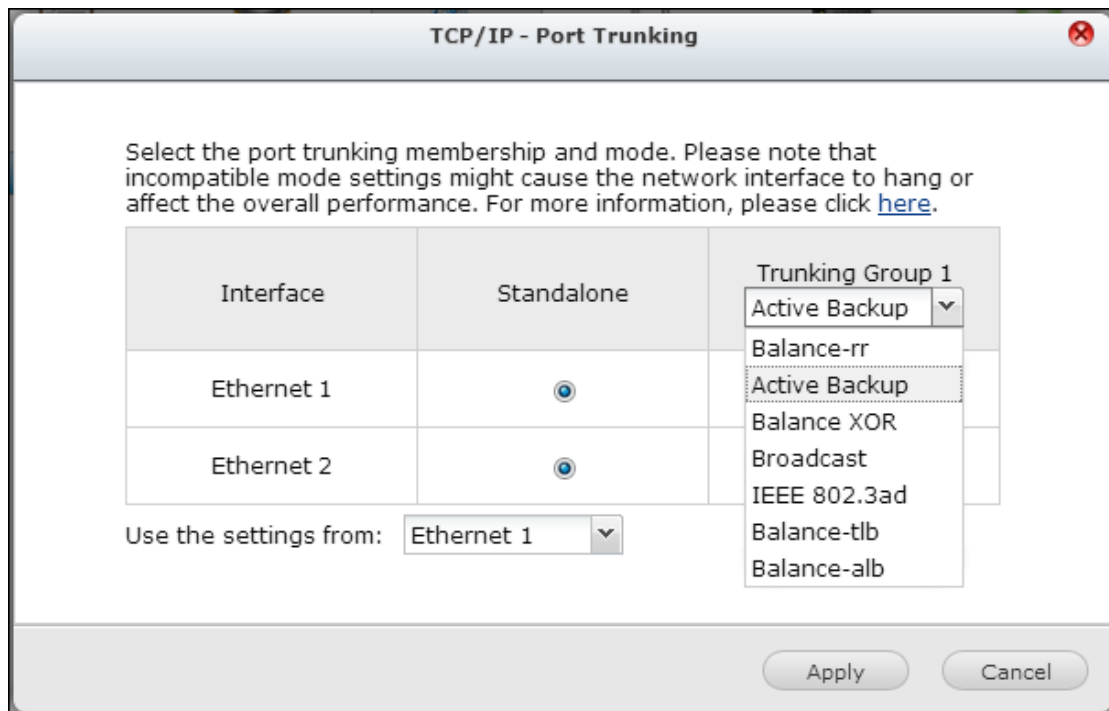 TCP/IP - Port Trunking
Select the port trunking membership and mode. Please note that
incompatible mode settings might cause the network interface to hang or
affect the overall performance. For more information, please click here.
Interface
Standalone
Trunking Group 1
Active Backup
Balance-rr
Active Backup
Balance XOR
Broadcast
IEEE 802.3ad
Balance-tlb
Balance-alb
Ethernet 1
Ethernet 2
Use the settings from: Ethernet 1
Apply Cancel